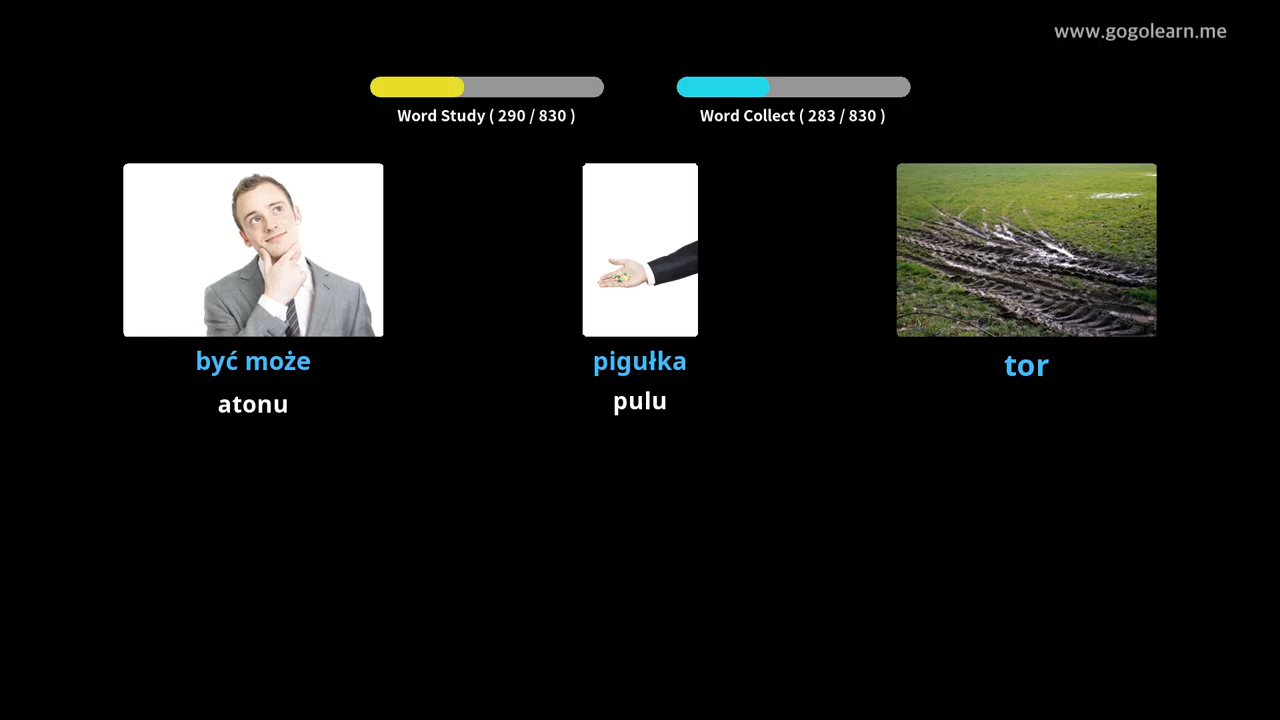 www.gogolearn.me
Word Study ( 290 / 830 )
Word Collect ( 283 / 830 )
być może
atonu
pigułka
pulu
tor